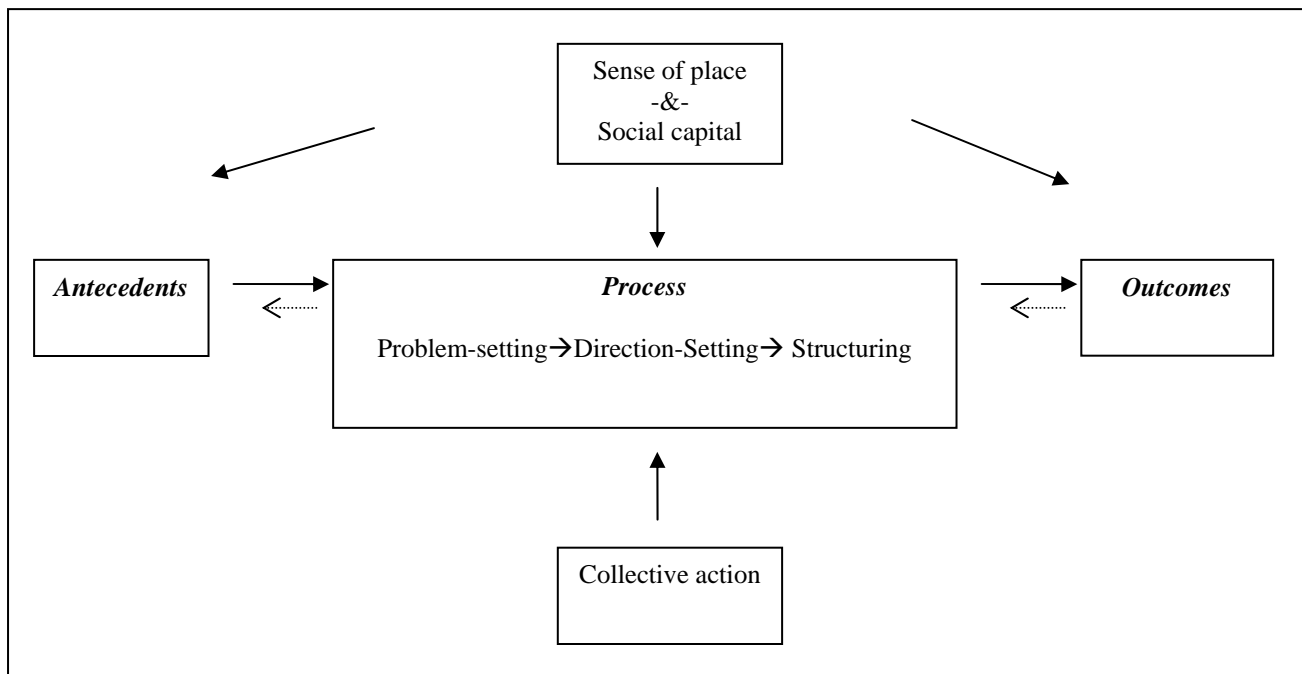 Sense of place
-&-
Social capital
Antecedents
Process
Outcomes
Problem-setting→Direction-Setting→ Structuring
Collective action